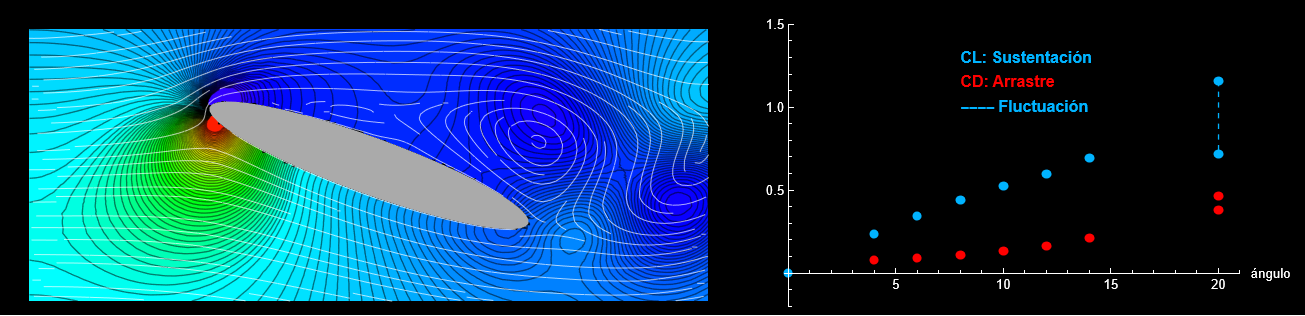 1.5
CL: Sustentación
CD: Arrastre
---- Fluctuación
1.0
0.5
5
10
15
20
ángulo